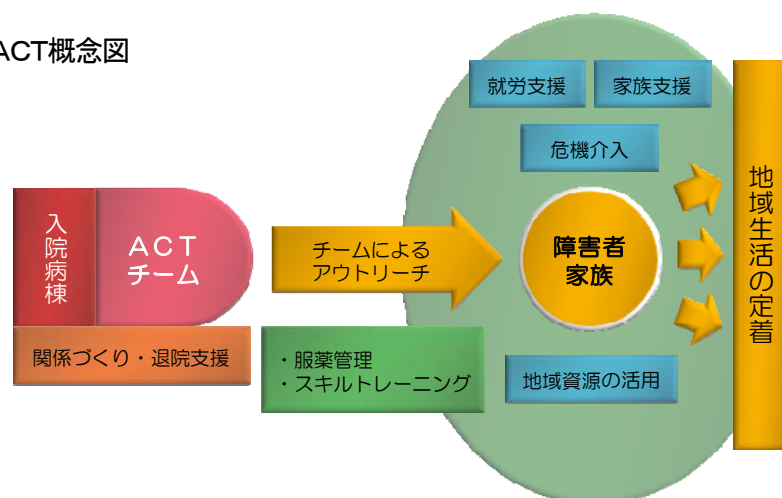 ACT概念図
就労支援
家族支援
危機介入
入院病棟
ACT
チーム
チームによる
アウトリーチ
障害者
家族
地域生活の定着
関係づくり・退院支援
・服薬管理
・スキルトレーニング
地域資源の活用